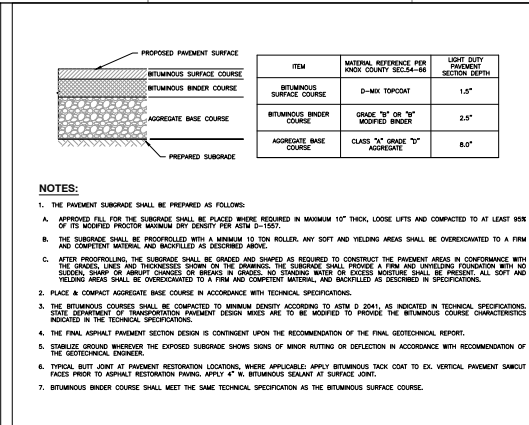 PROPOSED PAVEMENT SURFACE
BITUMINOUS SURFACE COURSE
BITUMINOUS BINDER COURSE
AGGREGATE BASE COURSE
PREPARED SUBGRADE
ITEM
MATERIAL REFERENCE PER
KNOX COUNTY SEC.54-66
LIGHT DUTY
PAVEMENT
SECTION DEPTH
BITUMINOUS
SURFACE COURSE
D-MIX TOPCOAT
1.5"
BITUMINOUS BINDER
COURSE
GRADE "B" OR "B"
MODIFIED BINDER
2.5"
AGGREGATE BASE
COURSE
CLASS "A" GRADE "D"
AGGREGATE
8.0"
NOTES:
1. THE PAVEMENT SUBGRADE SHALL BE PREPARED AS FOLLOWS:
A. APPROVED FILL FOR THE SUBGRADE SHALL BE PLACED WHERE REQUIRED IN MAXIMUM 10" THICK, LOOSE LIFTS AND COMPACTED TO AT LEAST 95%
OF ITS MODIFIED PROCTOR MAXIMUM DRY DENSITY PER ASTM D-1557.
B. THE SUBGRADE SHALL BE PROOFROLLED WITH A MINIMUM 10 TON ROLLER. ANY SOFT AND YIELDING AREAS SHALL BE OVEREXCAVATED TO A FIRM
AND COMPETENT MATERIAL AND BACKFILLED AS DESCRIBED ABOVE.
C. AFTER PROOFROLLING, THE SUBGRADE SHALL BE GRADED AND SHAPED AS REQUIRED TO CONSTRUCT THE PAVEMENT AREAS IN CONFORMANCE WITH
THE GRADES, LINES AND THICKNESSES SHOWN ON THE DRAWINGS. THE SUBGRADE SHALL PROVIDE A FIRM AND UNYIELDING FOUNDATION WITH NO
SUDDEN, SHARP OR ABRUPT CHANGES OR BREAKS IN GRADES. NO STANDING WATER OR EXCESS MOISTURE SHALL BE PRESENT. ALL SOFT AND
YIELDING AREAS SHALL BE OVEREXCAVATED TO A FIRM AND COMPETENT MATERIAL, AND BACKFILLED AS DESCRIBED IN SPECIFICATIONS.
2. PLACE & COMPACT AGGREGATE BASE COURSE IN ACCORDANCE WITH TECHNICAL SPECIFICATIONS.
3. THE BITUMINOUS COURSES SHALL BE COMPACTED TO MINIMUM DENSITY ACCORDING TO ASTM D 2041, AS INDICATED IN TECHNICAL SPECIFICATIONS.
STATE DEPARTMENT OF TRANSPORTATION PAVEMENT DESIGN MIXES ARE TO BE MODIFIED TO PROVIDE THE BITUMINOUS COURSE CHARACTERISTICS
INDICATED IN THE TECHNICAL SPECIFICATIONS.
4. THE FINAL ASPHALT PAVEMENT SECTION DESIGN IS CONTINGENT UPON THE RECOMMENDATION OF THE FINAL GEOTECHNICAL REPORT.
5. STABILIZE GROUND WHEREVER THE EXPOSED SUBGRADE SHOWS SIGNS OF MINOR RUTTING OR DEFLECTION IN ACCORDANCE WITH RECOMMENDATION OF
THE GEOTECHNICAL ENGINEER.
6. TYPICAL BUTT JOINT AT PAVEMENT RESTORATION LOCATIONS, WHERE APPLICABLE: APPLY BITUMINOUS TACK COAT TO EX. VERTICAL PAVEMENT SAWCUT
FACES PRIOR TO ASPHALT RESTORATION PAVING. APPLY 4" W. BITUMINOUS SEALANT AT SURFACE JOINT.
7. BITUMINOUS BINDER COURSE SHALL MEET THE SAME TECHNICAL SPECIFICATION AS THE BITUMINOUS SURFACE COURSE.